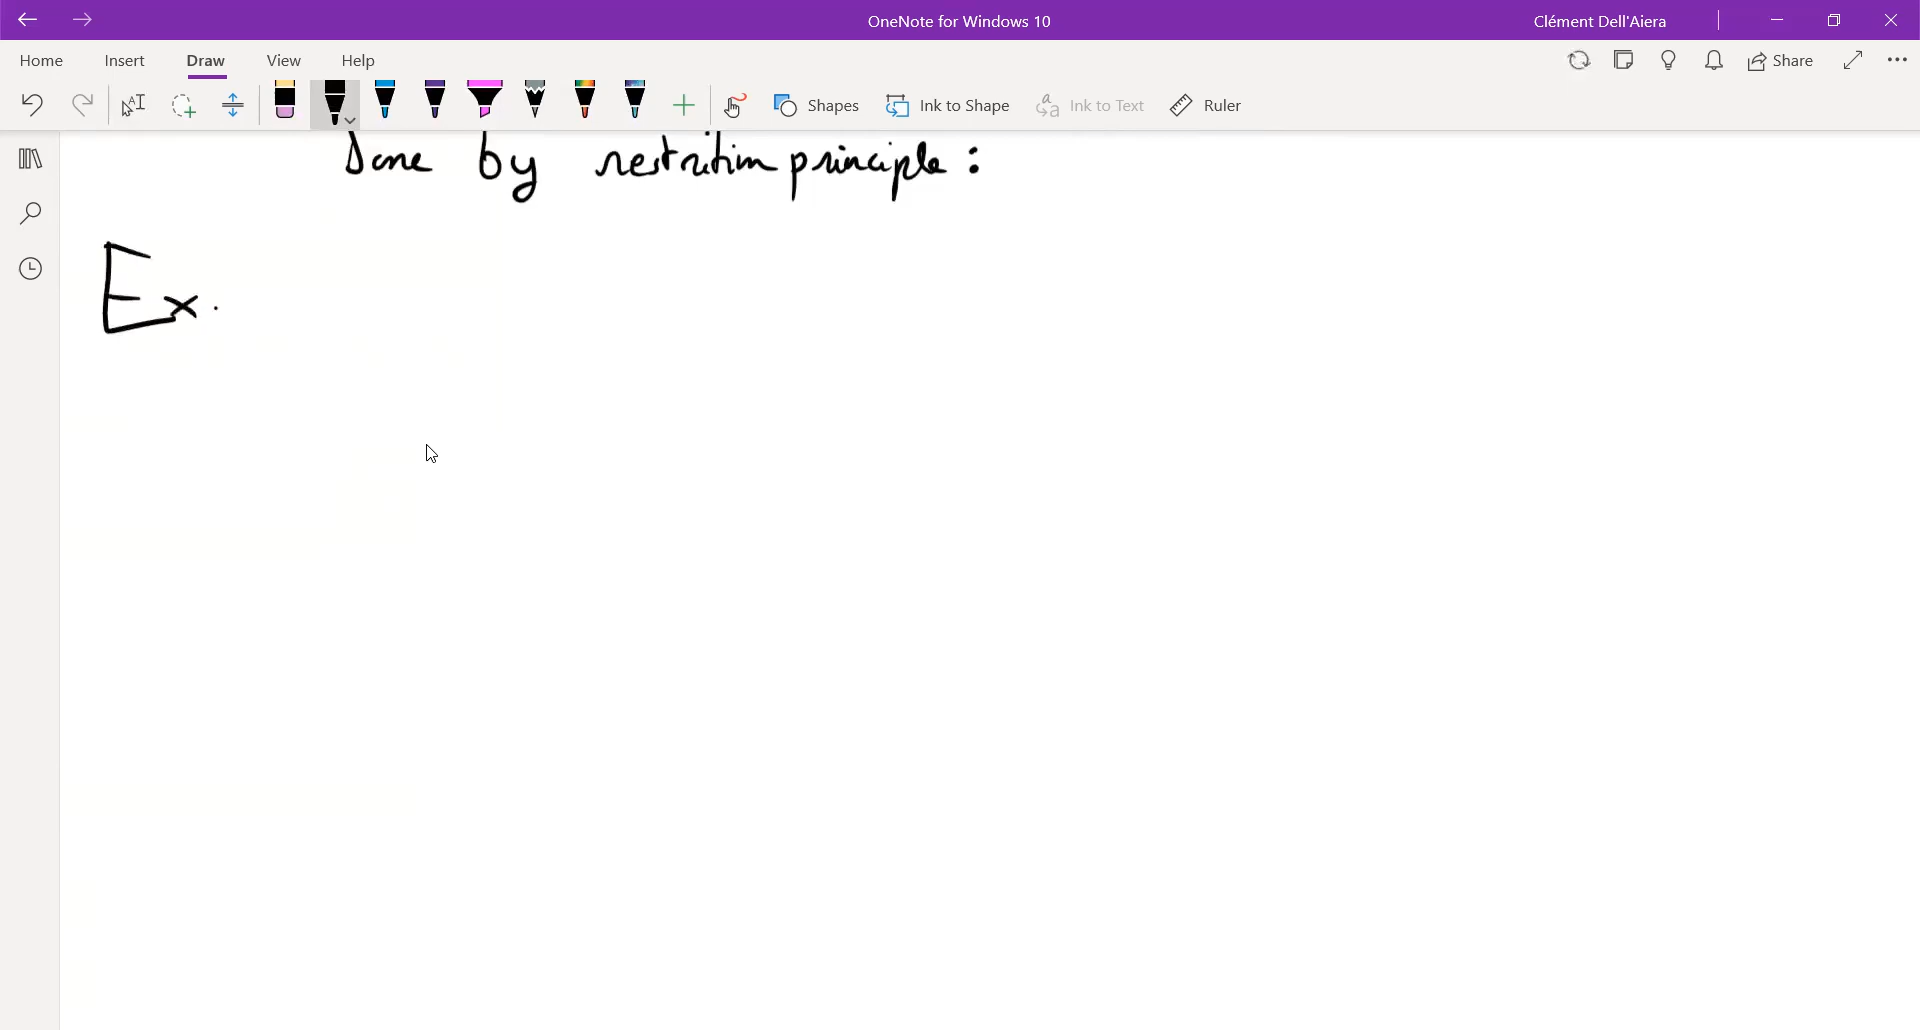 OneNote for Windows 10
Clément Dell'Aiera
Home Insert Draw View Help
Share
Shapes Ink to Shape Ink to Text Ruler
Done by restrition principle :
Ex.